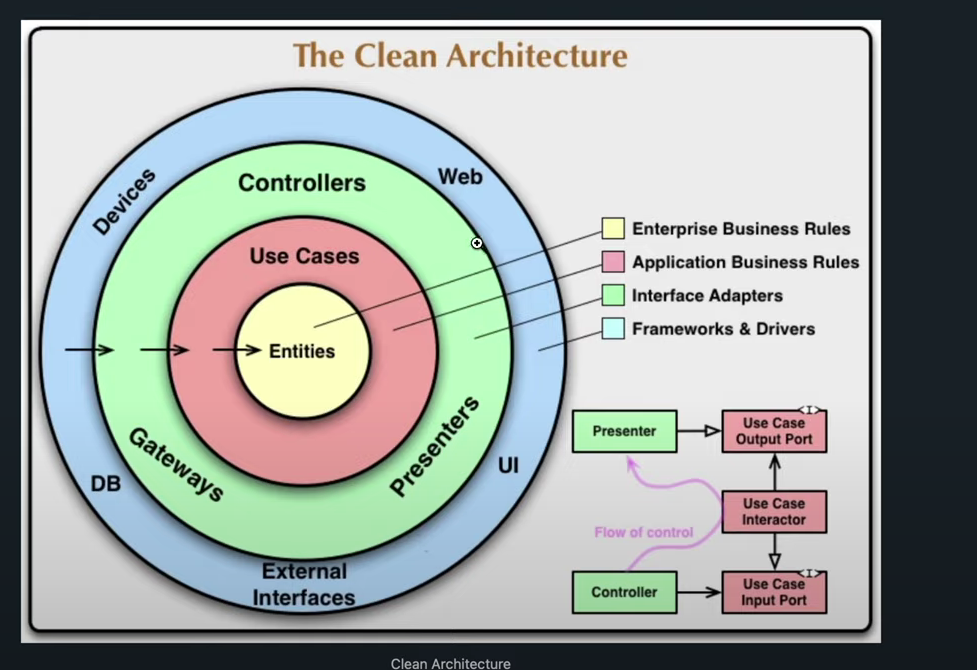 The Clean Architecture
Devices
Controllers
Web
Use Cases
Entities
Gateways
Presenters
DB
UI
External
Interfaces
Enterprise Business Rules
Application Business Rules
Interface Adapters
Frameworks & Drivers
Presenter
<I>
Use Case
Output Port
Flow of control
Use Case
Interactor
Controller
<I>
Use Case
Input Port
Clean Architecture